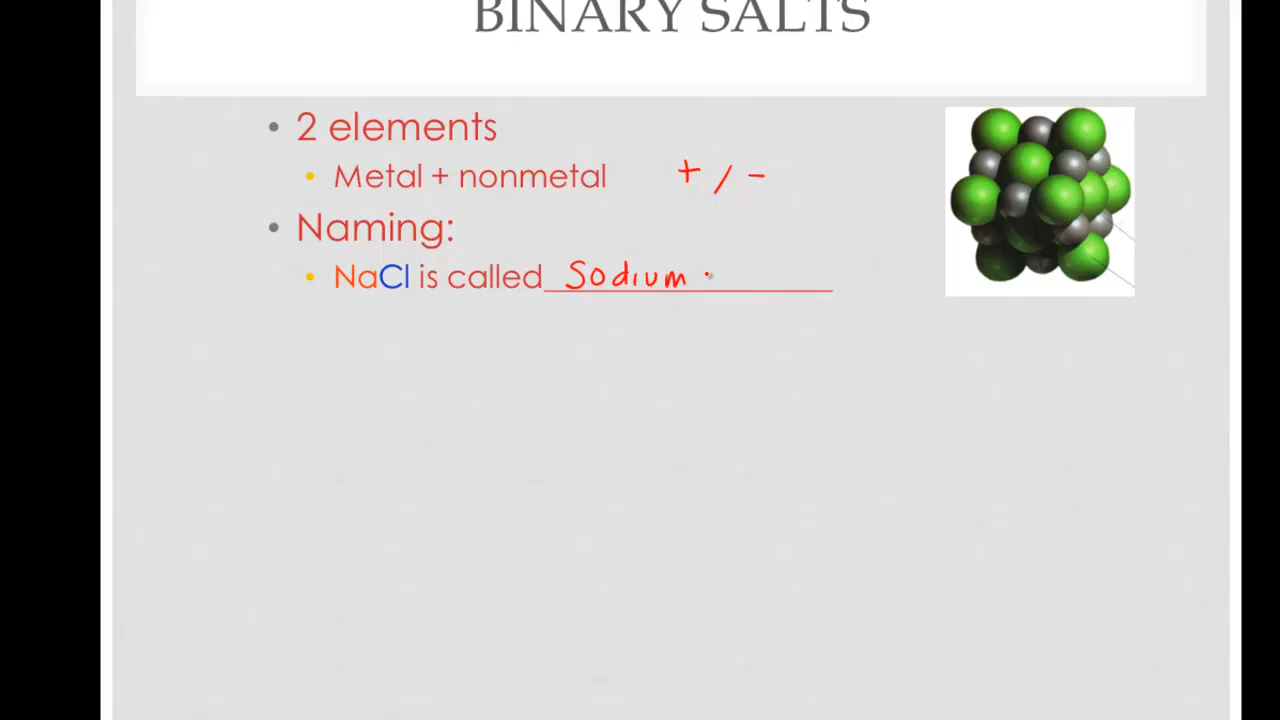 BINARY SALTS
• 2 elements
• Metal + nonmetal + / -
• Naming:
• NaCl is called Sodium